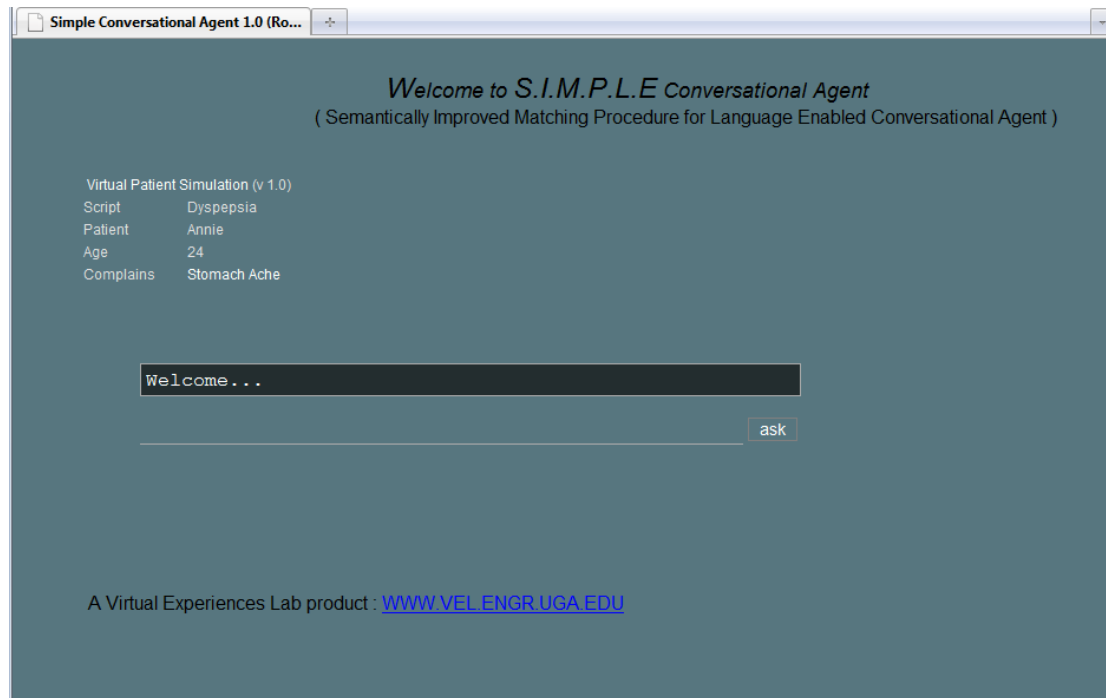 Simple Conversational Agent 1.0 (Ro...
Welcome to S.I.M.P.L.E Conversational Agent
( Semantically Improved Matching Procedure for Language Enabled Conversational Agent )
Virtual Patient Simulation (v 1.0)
Script Dyspepsia
Patient Annie
Age 24
Complains Stomach Ache
Welcome...
ask
A Virtual Experiences Lab product : WWW.VEL.ENGR.UGA.EDU